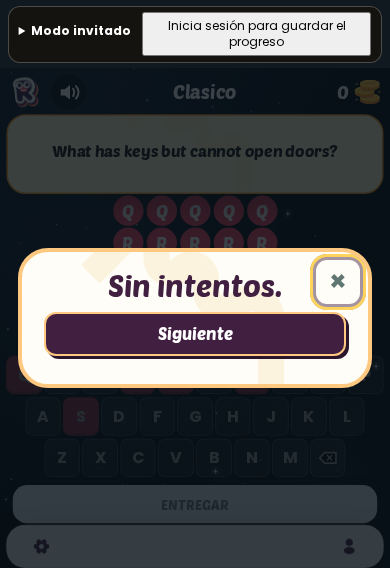 Modo invitado
Inicia sesión para guardar el
progreso
Clasico
0
What has keys but cannot open doors?
Q Q Q Q Q
R R R R R
Sin intentos.
Siguiente
A S D F G H J K L
Z X C V B N M
ENTREGAR